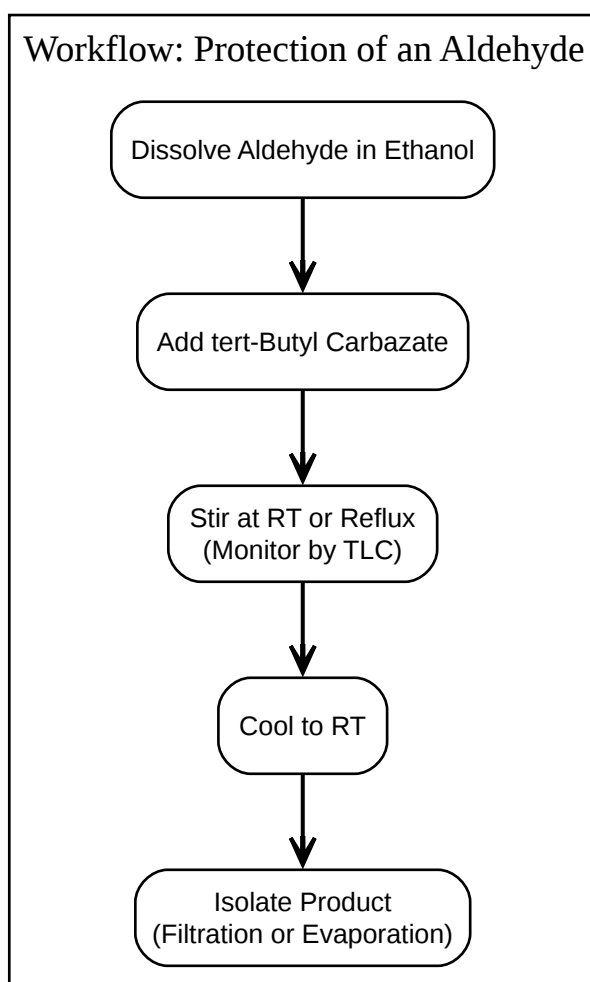 Workflow: Protection of an Aldehyde
Dissolve Aldehyde in Ethanol
Add tert-Butyl Carbazate
Stir at RT or Reflux
(Monitor by TLC)
Cool to RT
Isolate Product
(Filtration or Evaporation)